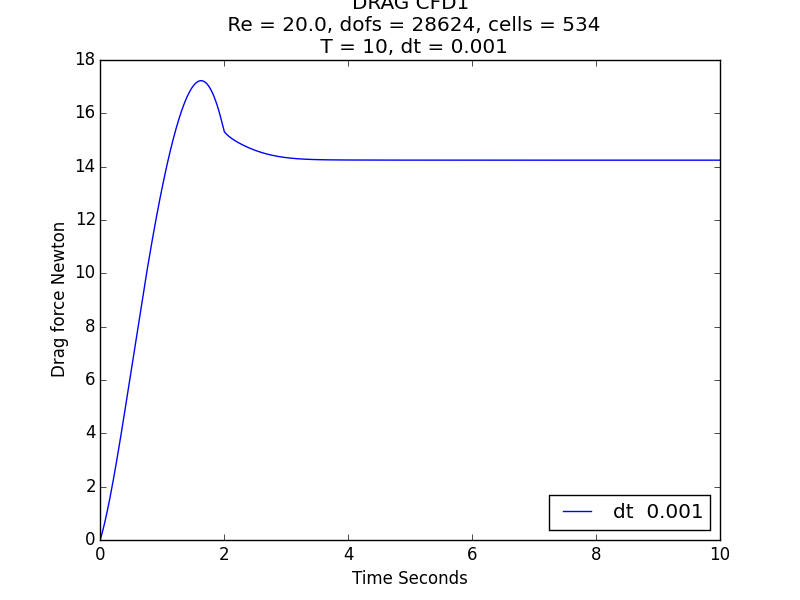 DRAG CFD1
Re = 20.0, dofs = 28624, cells = 534
T = 10, dt = 0.001
18
16
14
12
10
8
6
4
2
0
Drag force Newton
dt 0.001
0 2 4 6 8 10
Time Seconds